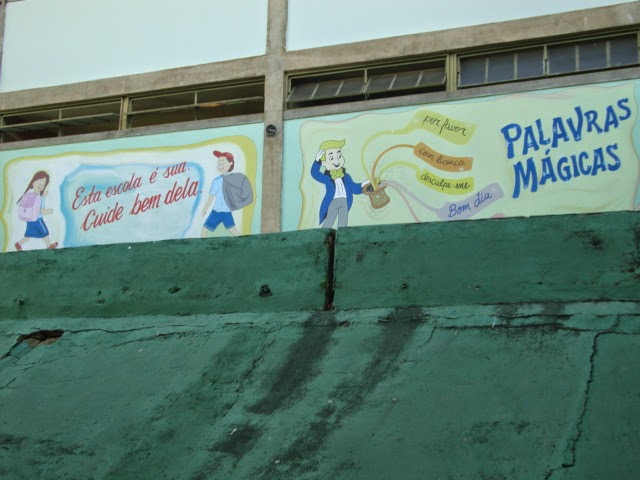 Esta escola é sua.
Cuide bem dela.
por favor
com licença
desculpe-me
Bom dia
PALAVRAS
MÁGICAS